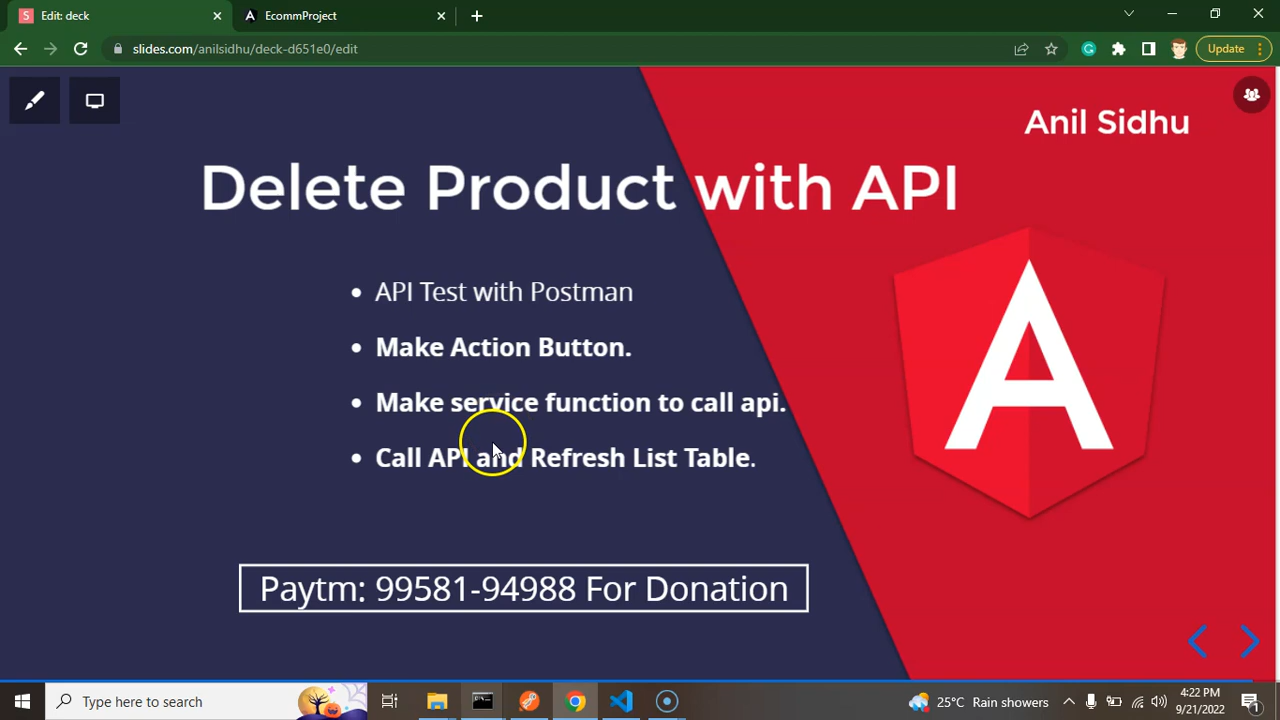 Edit: deck
EcommProject
slides.com/anilsidhu/deck-d651e0/edit
Update
Anil Sidhu
Delete Product with API
API Test with Postman
Make Action Button.
Make service function to call api.
Call API and Refresh List Table.
Paytm: 99581-94988 For Donation
Type here to search
25°C Rain showers
4:22 PM
9/21/2022
1